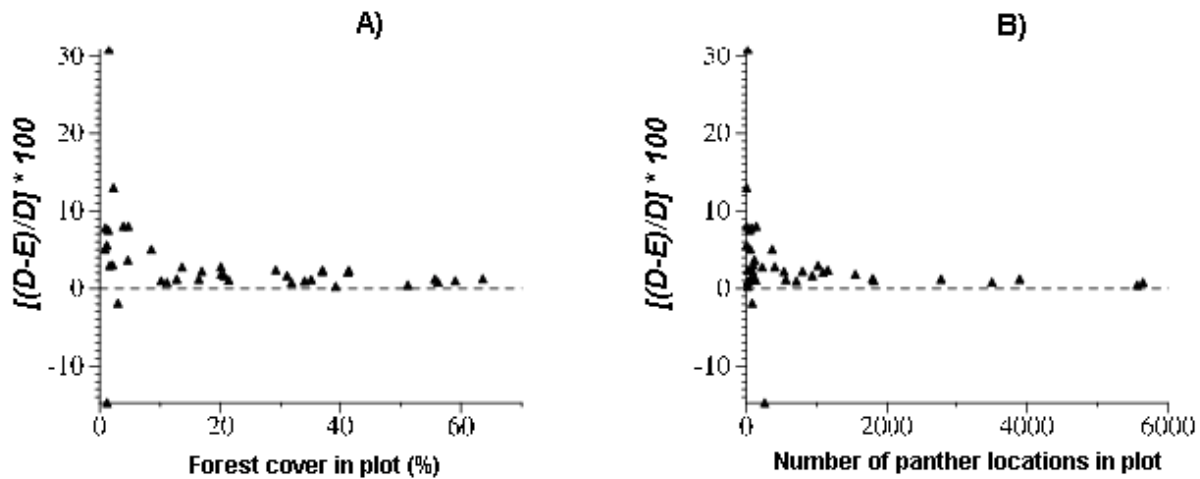 A)
[(D-E)/D] * 100
30
20
10
0
-10
0 20 40 60
Forest cover in plot (%)
B)
[(D-E)/D] * 100
30
20
10
0
-10
0 2000 4000 6000
Number of panther locations in plot